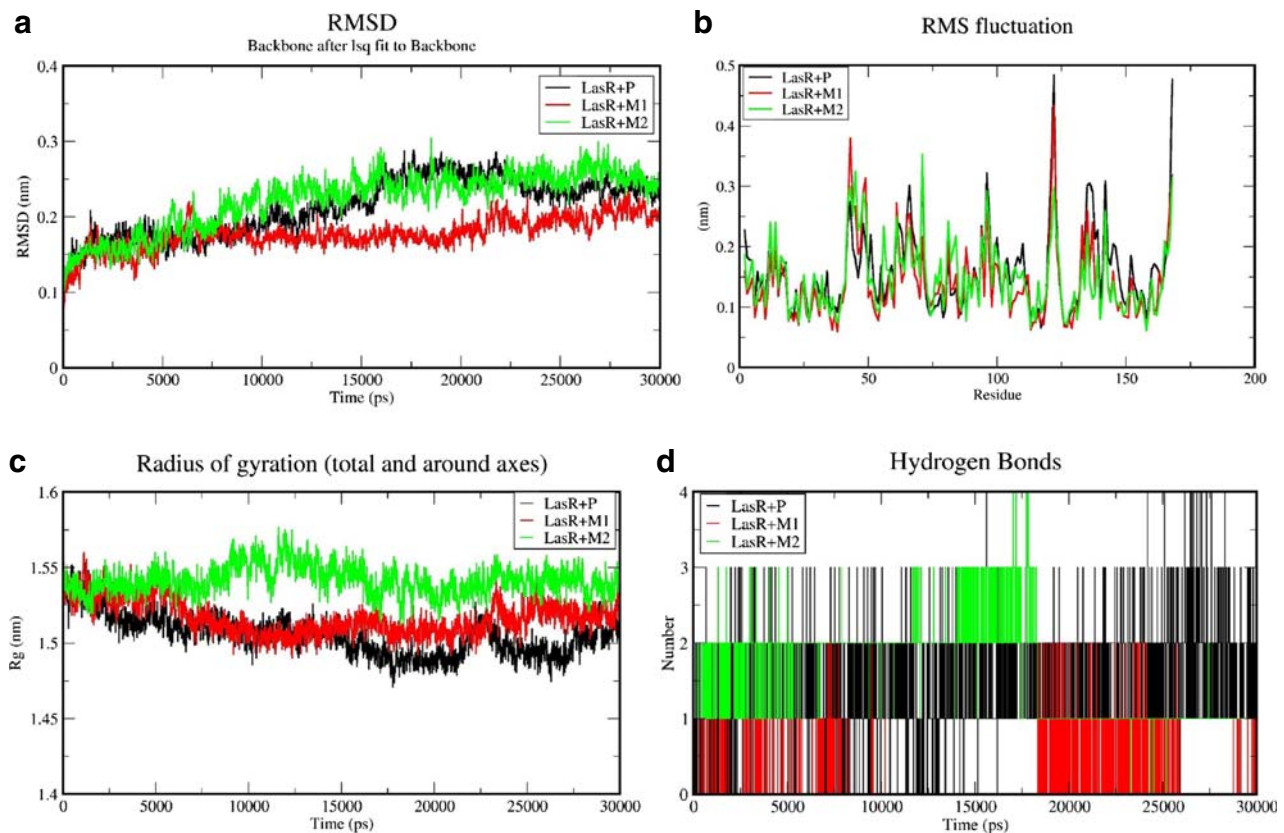 a
RMSD
Backbone after lsq fit to Backbone
0.4
0.3
0.2
0.1
0
RMSD (nm)
LasR+P
LasR+M1
LasR+M2
0 5000 10000 15000 20000 25000 30000
Time (ps)
b
RMS fluctuation
0.5
0.4
0.3
0.2
0.1
0
(nm)
LasR+P
LasR+M1
LasR+M2
50 100 150 200
Residue
c
Radius of gyration (total and around axes)
1.6
1.55
1.5
1.45
1.4
Rg (nm)
LasR+P
LasR+M1
LasR+M2
0 5000 10000 15000 20000 25000 30000
Time (ps)
d
Hydrogen Bonds
4
3
2
1
0
Number
LasR+P
LasR+M1
LasR+M2
0 5000 10000 15000 20000 25000 30000
Time (ps)